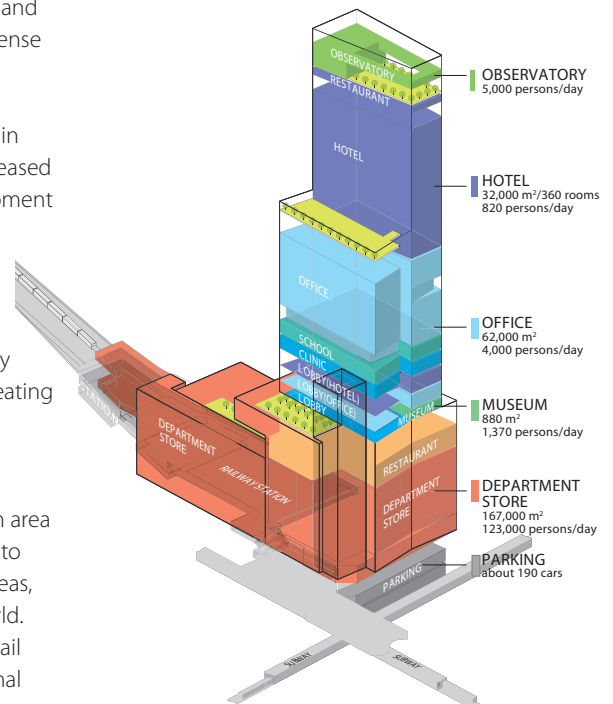 and
ense
in
eased
oment
y
eating
n area
to
eas,
rld.
ail
nal
OBSERVATORY
RESTAURANT
HOTEL
OFFICE
SCHOOL
CLINIC
LOBBY(HOTEL)
LOBBY(OFFICE)
LOBBY
MUSEUM
RESTAURANT
DEPARTMENT
STORE
STATION
DEPARTMENT
STORE
RAILWAY STATION
PARKING
SUBWAY
SUBWAY
OBSERVATORY
5,000 persons/day
HOTEL
32,000 m²/360 rooms
820 persons/day
OFFICE
62,000 m²
4,000 persons/day
MUSEUM
880 m²
1,370 persons/day
DEPARTMENT
STORE
167,000 m²
123,000 persons/day
PARKING
about 190 cars